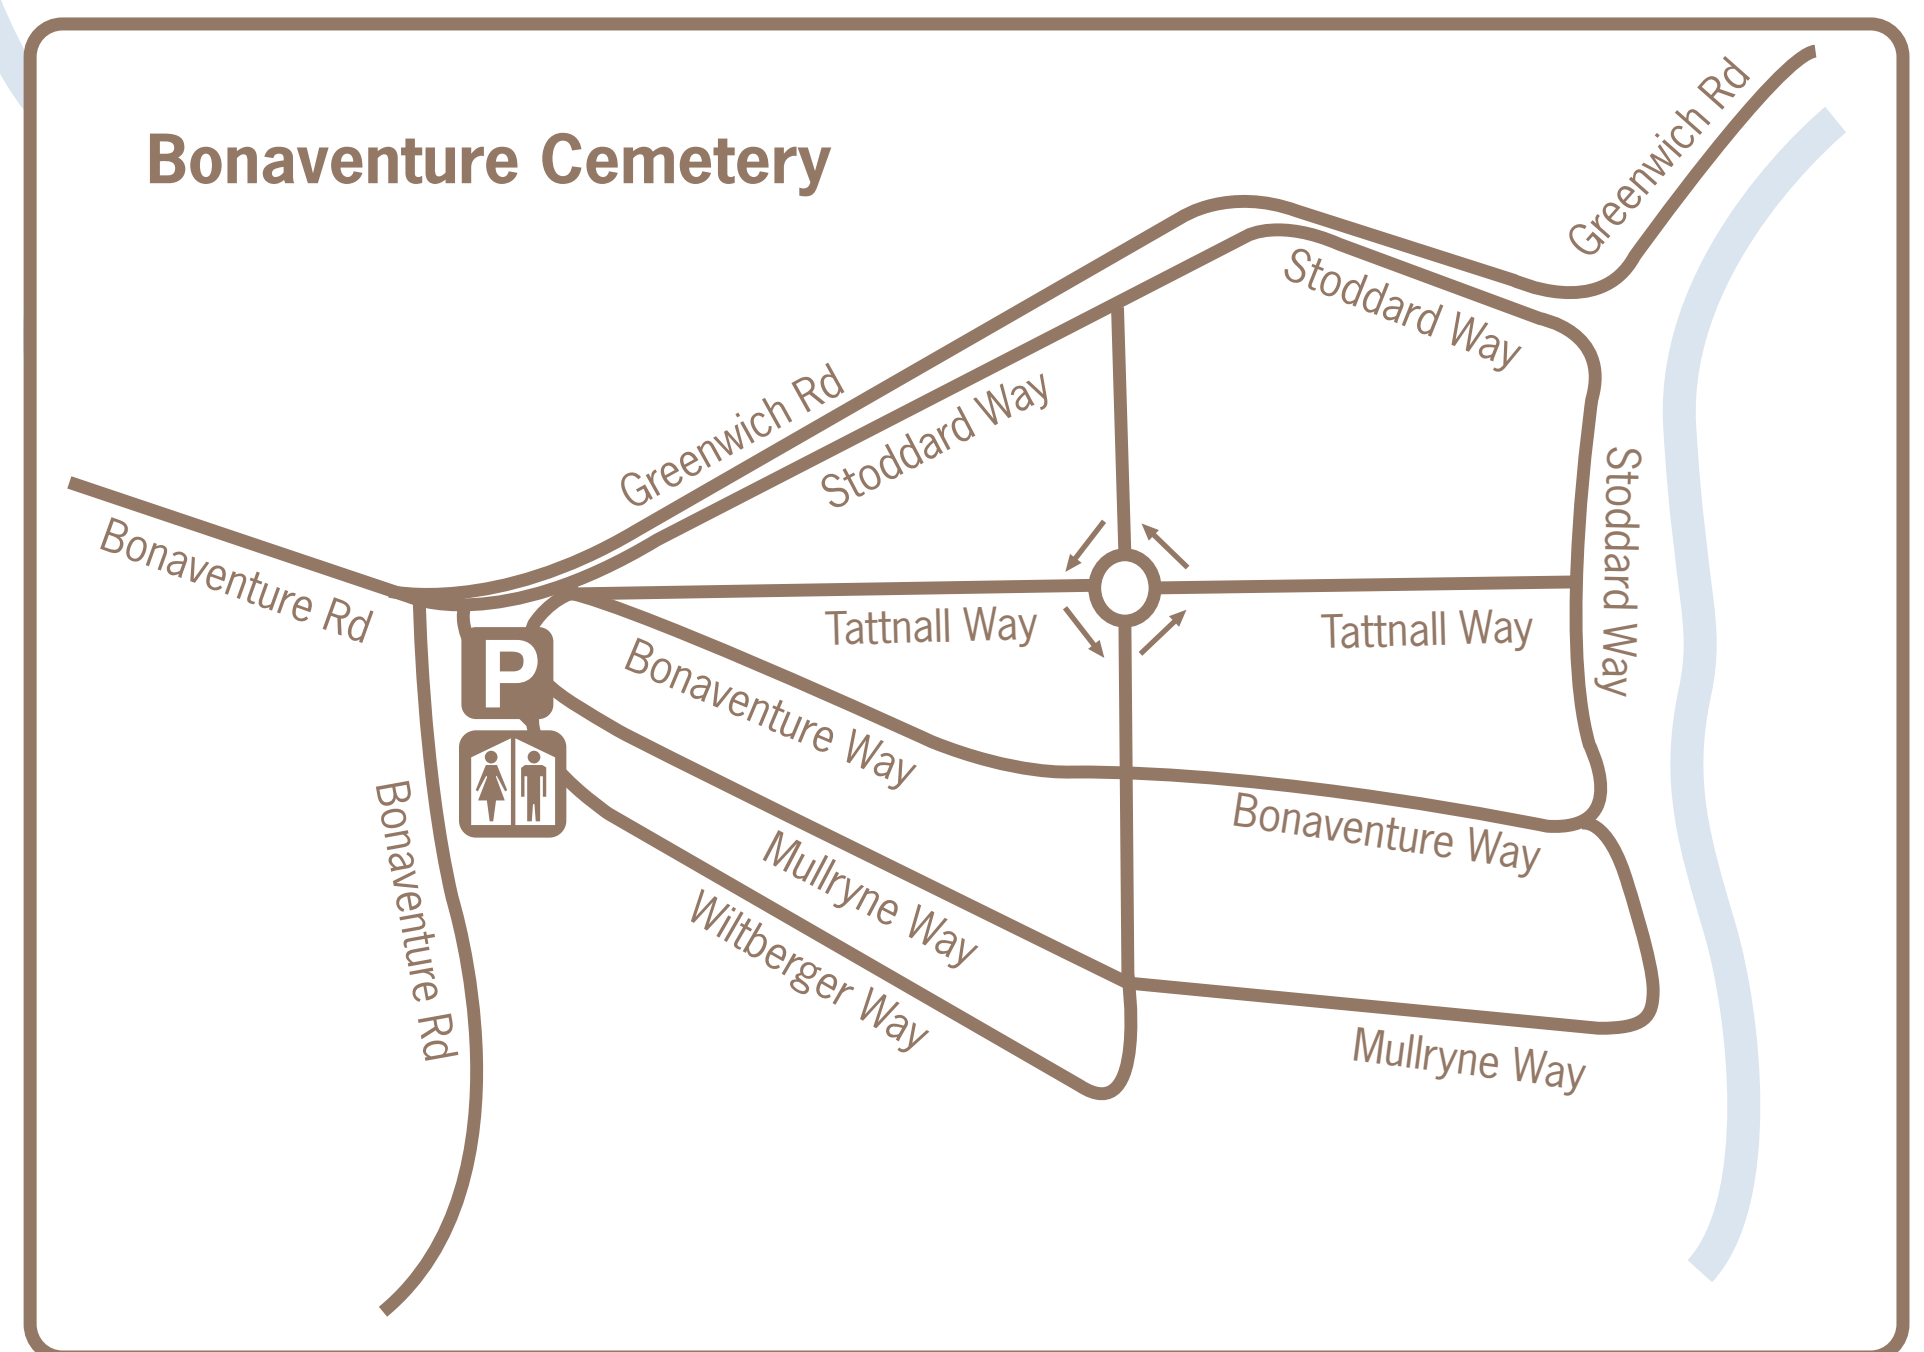 Bonaventure Cemetery
Greenwich Rd
Stoddard Way
Greenwich Rd
Stoddard Way
Stoddard Way
Bonaventure Rd
Tattnall Way
Tattnall Way
P
Bonaventure Way
Bonaventure Way
Bonaventure Rd
Mullryne Way
Wiltberger Way
Mullryne Way